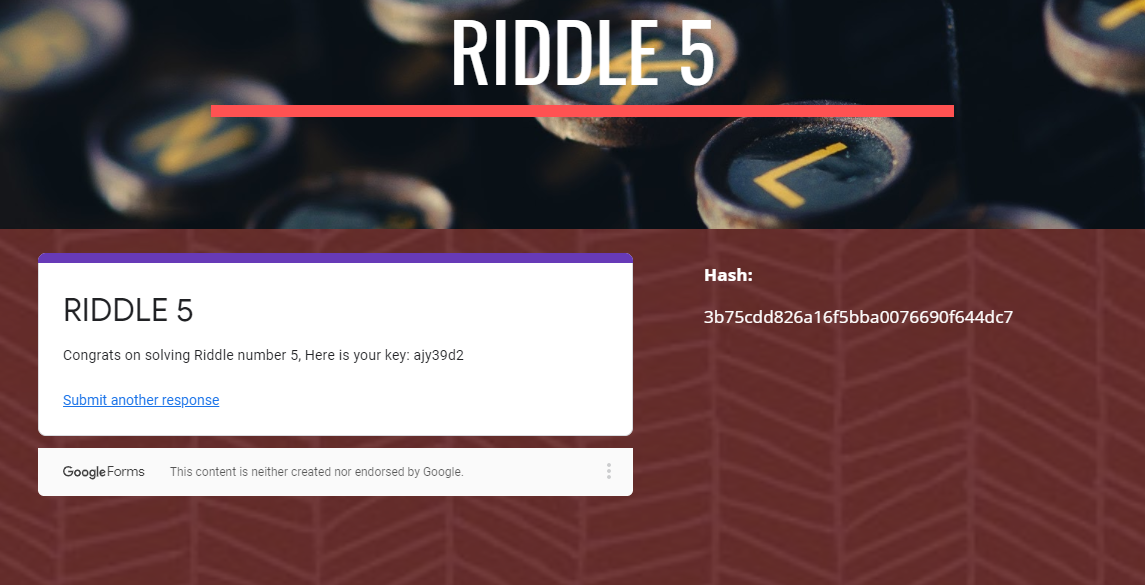 RIDDLE 5
N
L
RIDDLE 5
Congrats on solving Riddle number 5, Here is your key: ajy39d2
Submit another response
Google Forms This content is neither created nor endorsed by Google.
Hash:
3b75cdd826a16f5bba0076690f644dc7